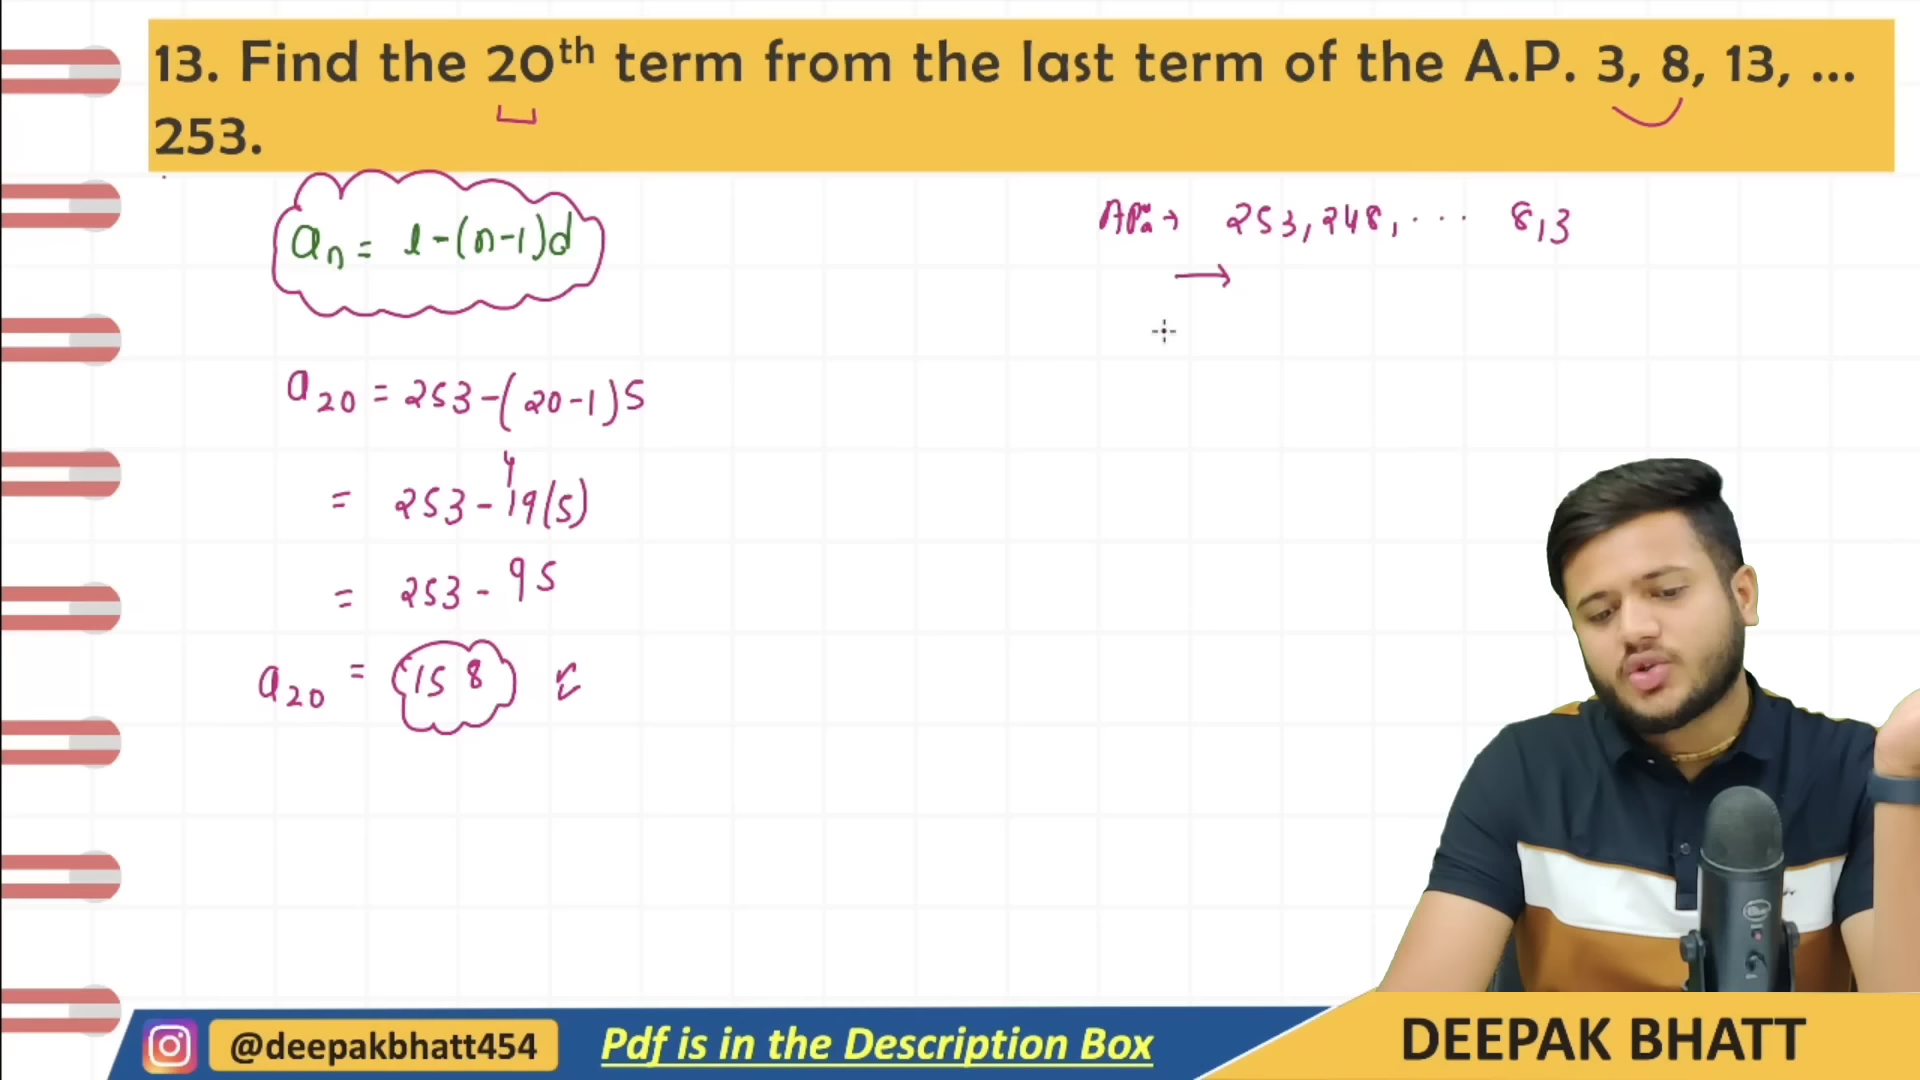 13. Find the 20th term from the last term of the A.P. 3, 8, 13, ...
253.
an = l-(n-1)d
→ 253, 248, ... 8, 3
→
a20 = 253-(20-1)5
= 253-19(5)
4
= 253-95
a20 = 158
@deepakbhatt454
Pdf is in the Description Box
DEEPAK BHATT